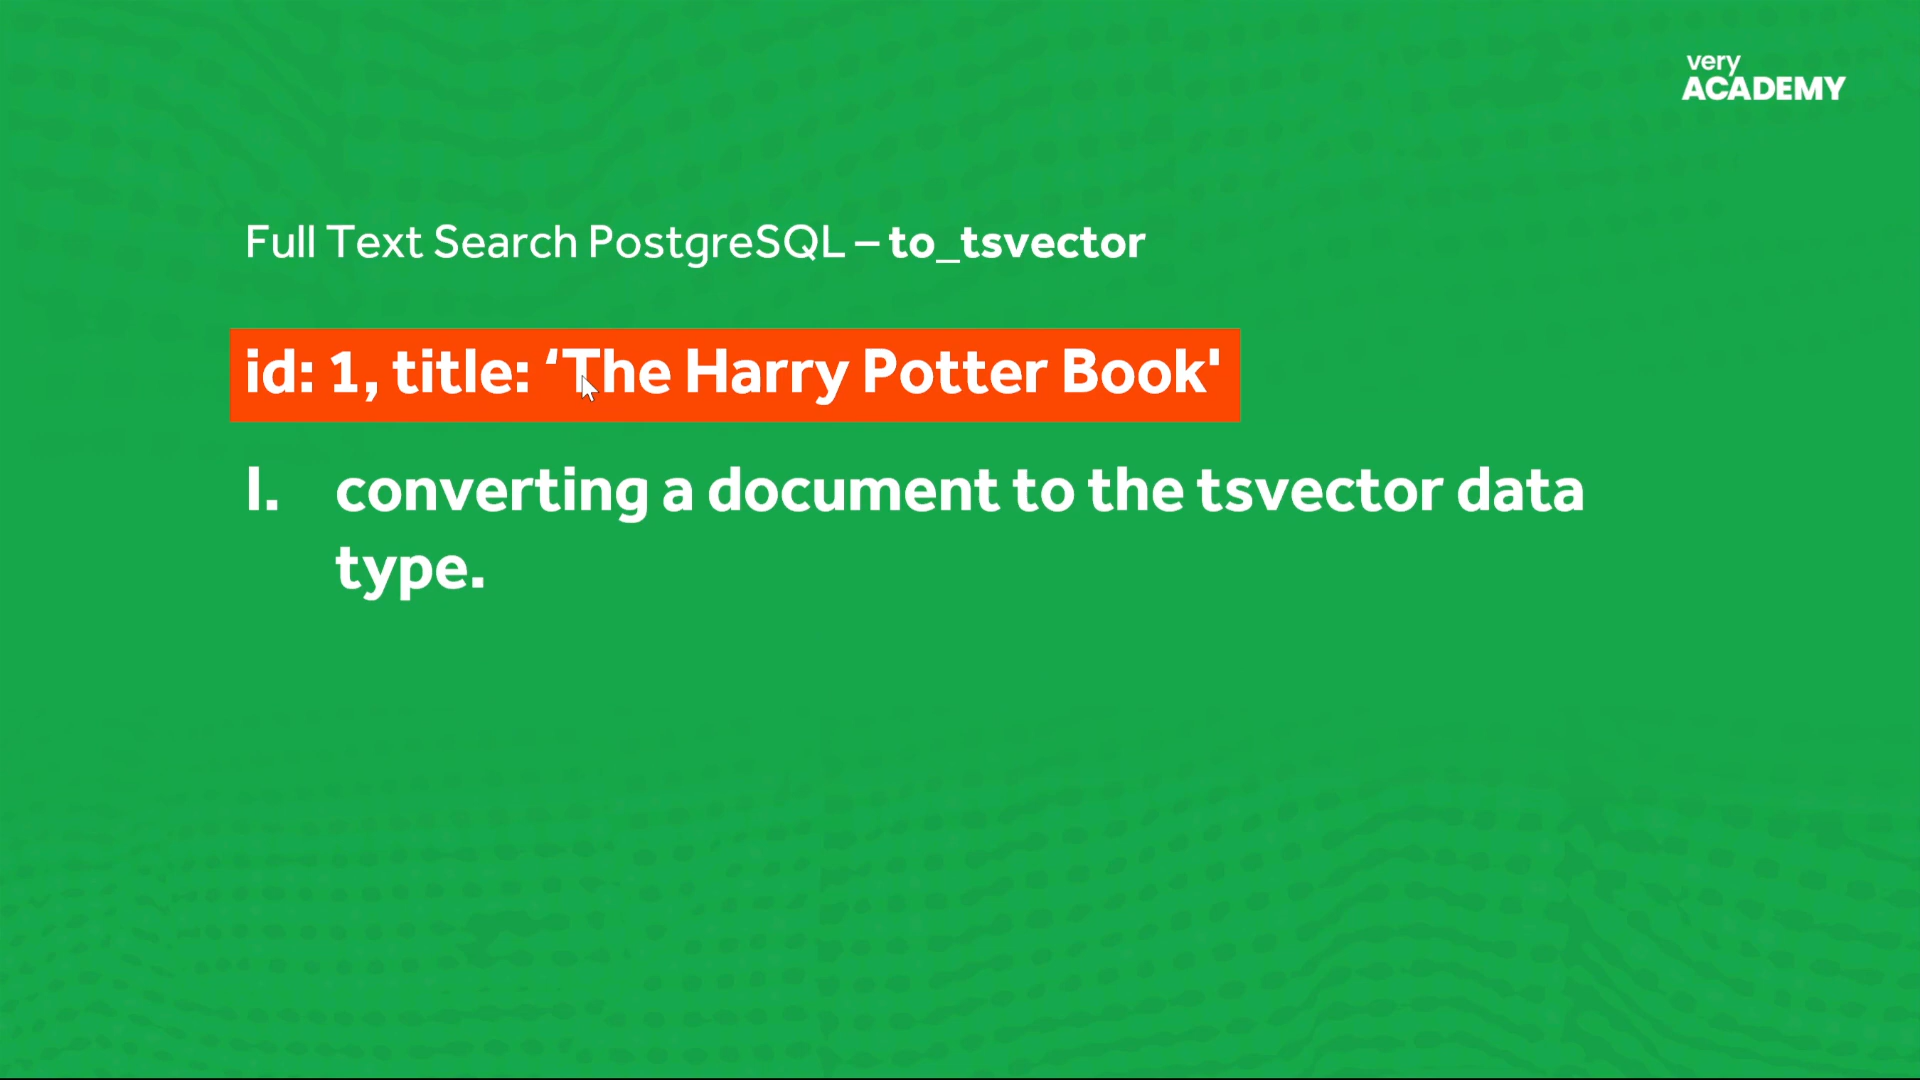 very
ACADEMY
Full Text Search PostgreSQL – to_tsvector
id: 1, title: ‘The Harry Potter Book'
I. converting a document to the tsvector data
type.